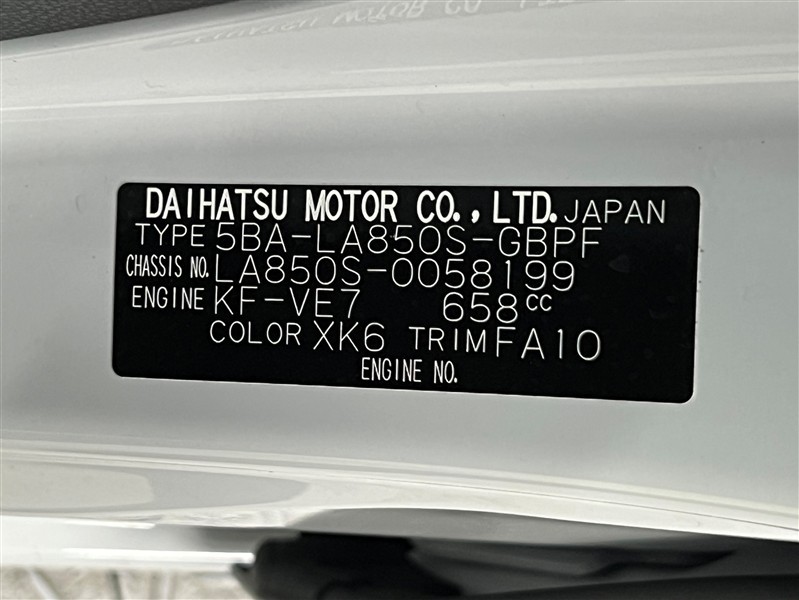 DAIHATSU MOTOR CO., LTD. JAPAN
TYPE 5BA-LA850S-GBPF
CHASSIS NO. LA850S-0058199
ENGINE KF-VE7 658CC
COLOR XK6 TRIM FA10
ENGINE NO.